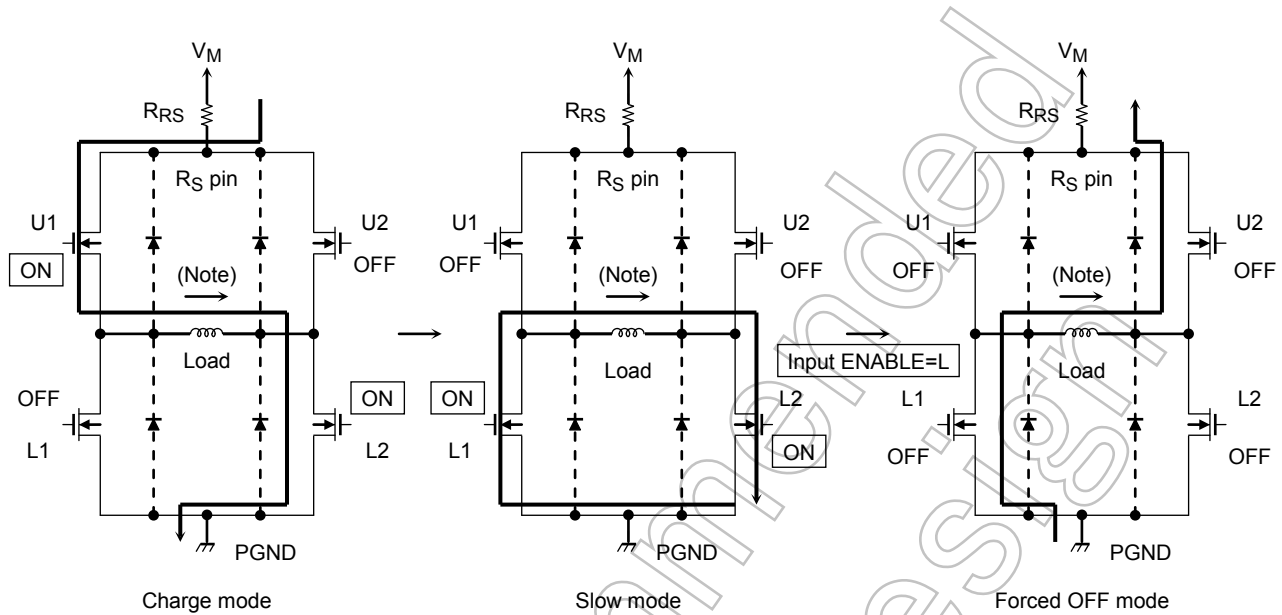 VM
RRS
RS pin
U1
ON
U2
OFF
(Note)
Load
OFF
L1
ON
L2
PGND
Charge mode
VM
RRS
RS pin
U1
OFF
U2
OFF
(Note)
Load
ON
L1
L2
ON
PGND
Slow mode
Input ENABLE=L
VM
RRS
RS pin
U1
OFF
U2
OFF
(Note)
Load
L1
OFF
L2
OFF
PGND
Forced OFF mode